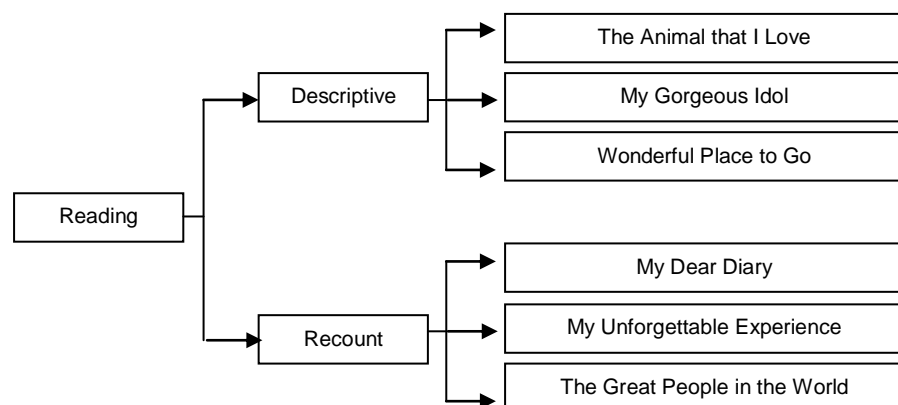 Reading
Descriptive
The Animal that I Love
My Gorgeous Idol
Wonderful Place to Go
Recount
My Dear Diary
My Unforgettable Experience
The Great People in the World